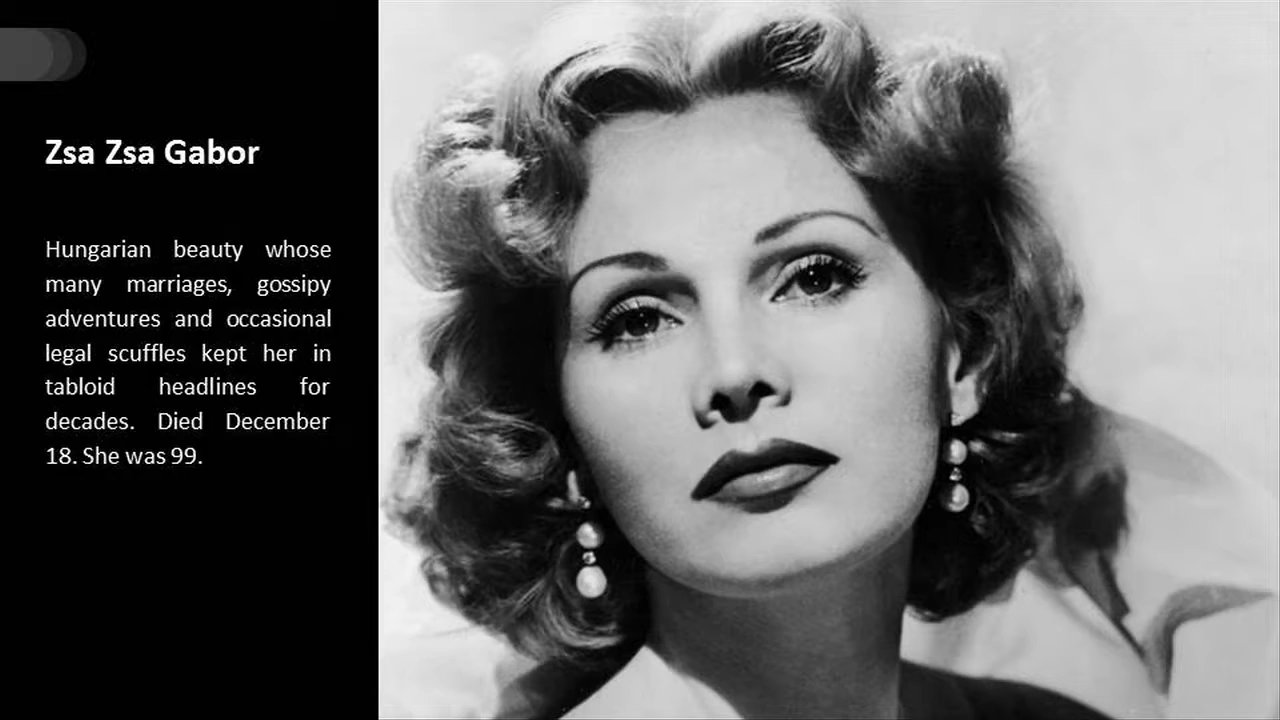 Zsa Zsa Gabor
Hungarian beauty whose
many marriages, gossipy
adventures and occasional
legal scuffles kept her in
tabloid headlines for
decades. Died December
18. She was 99.